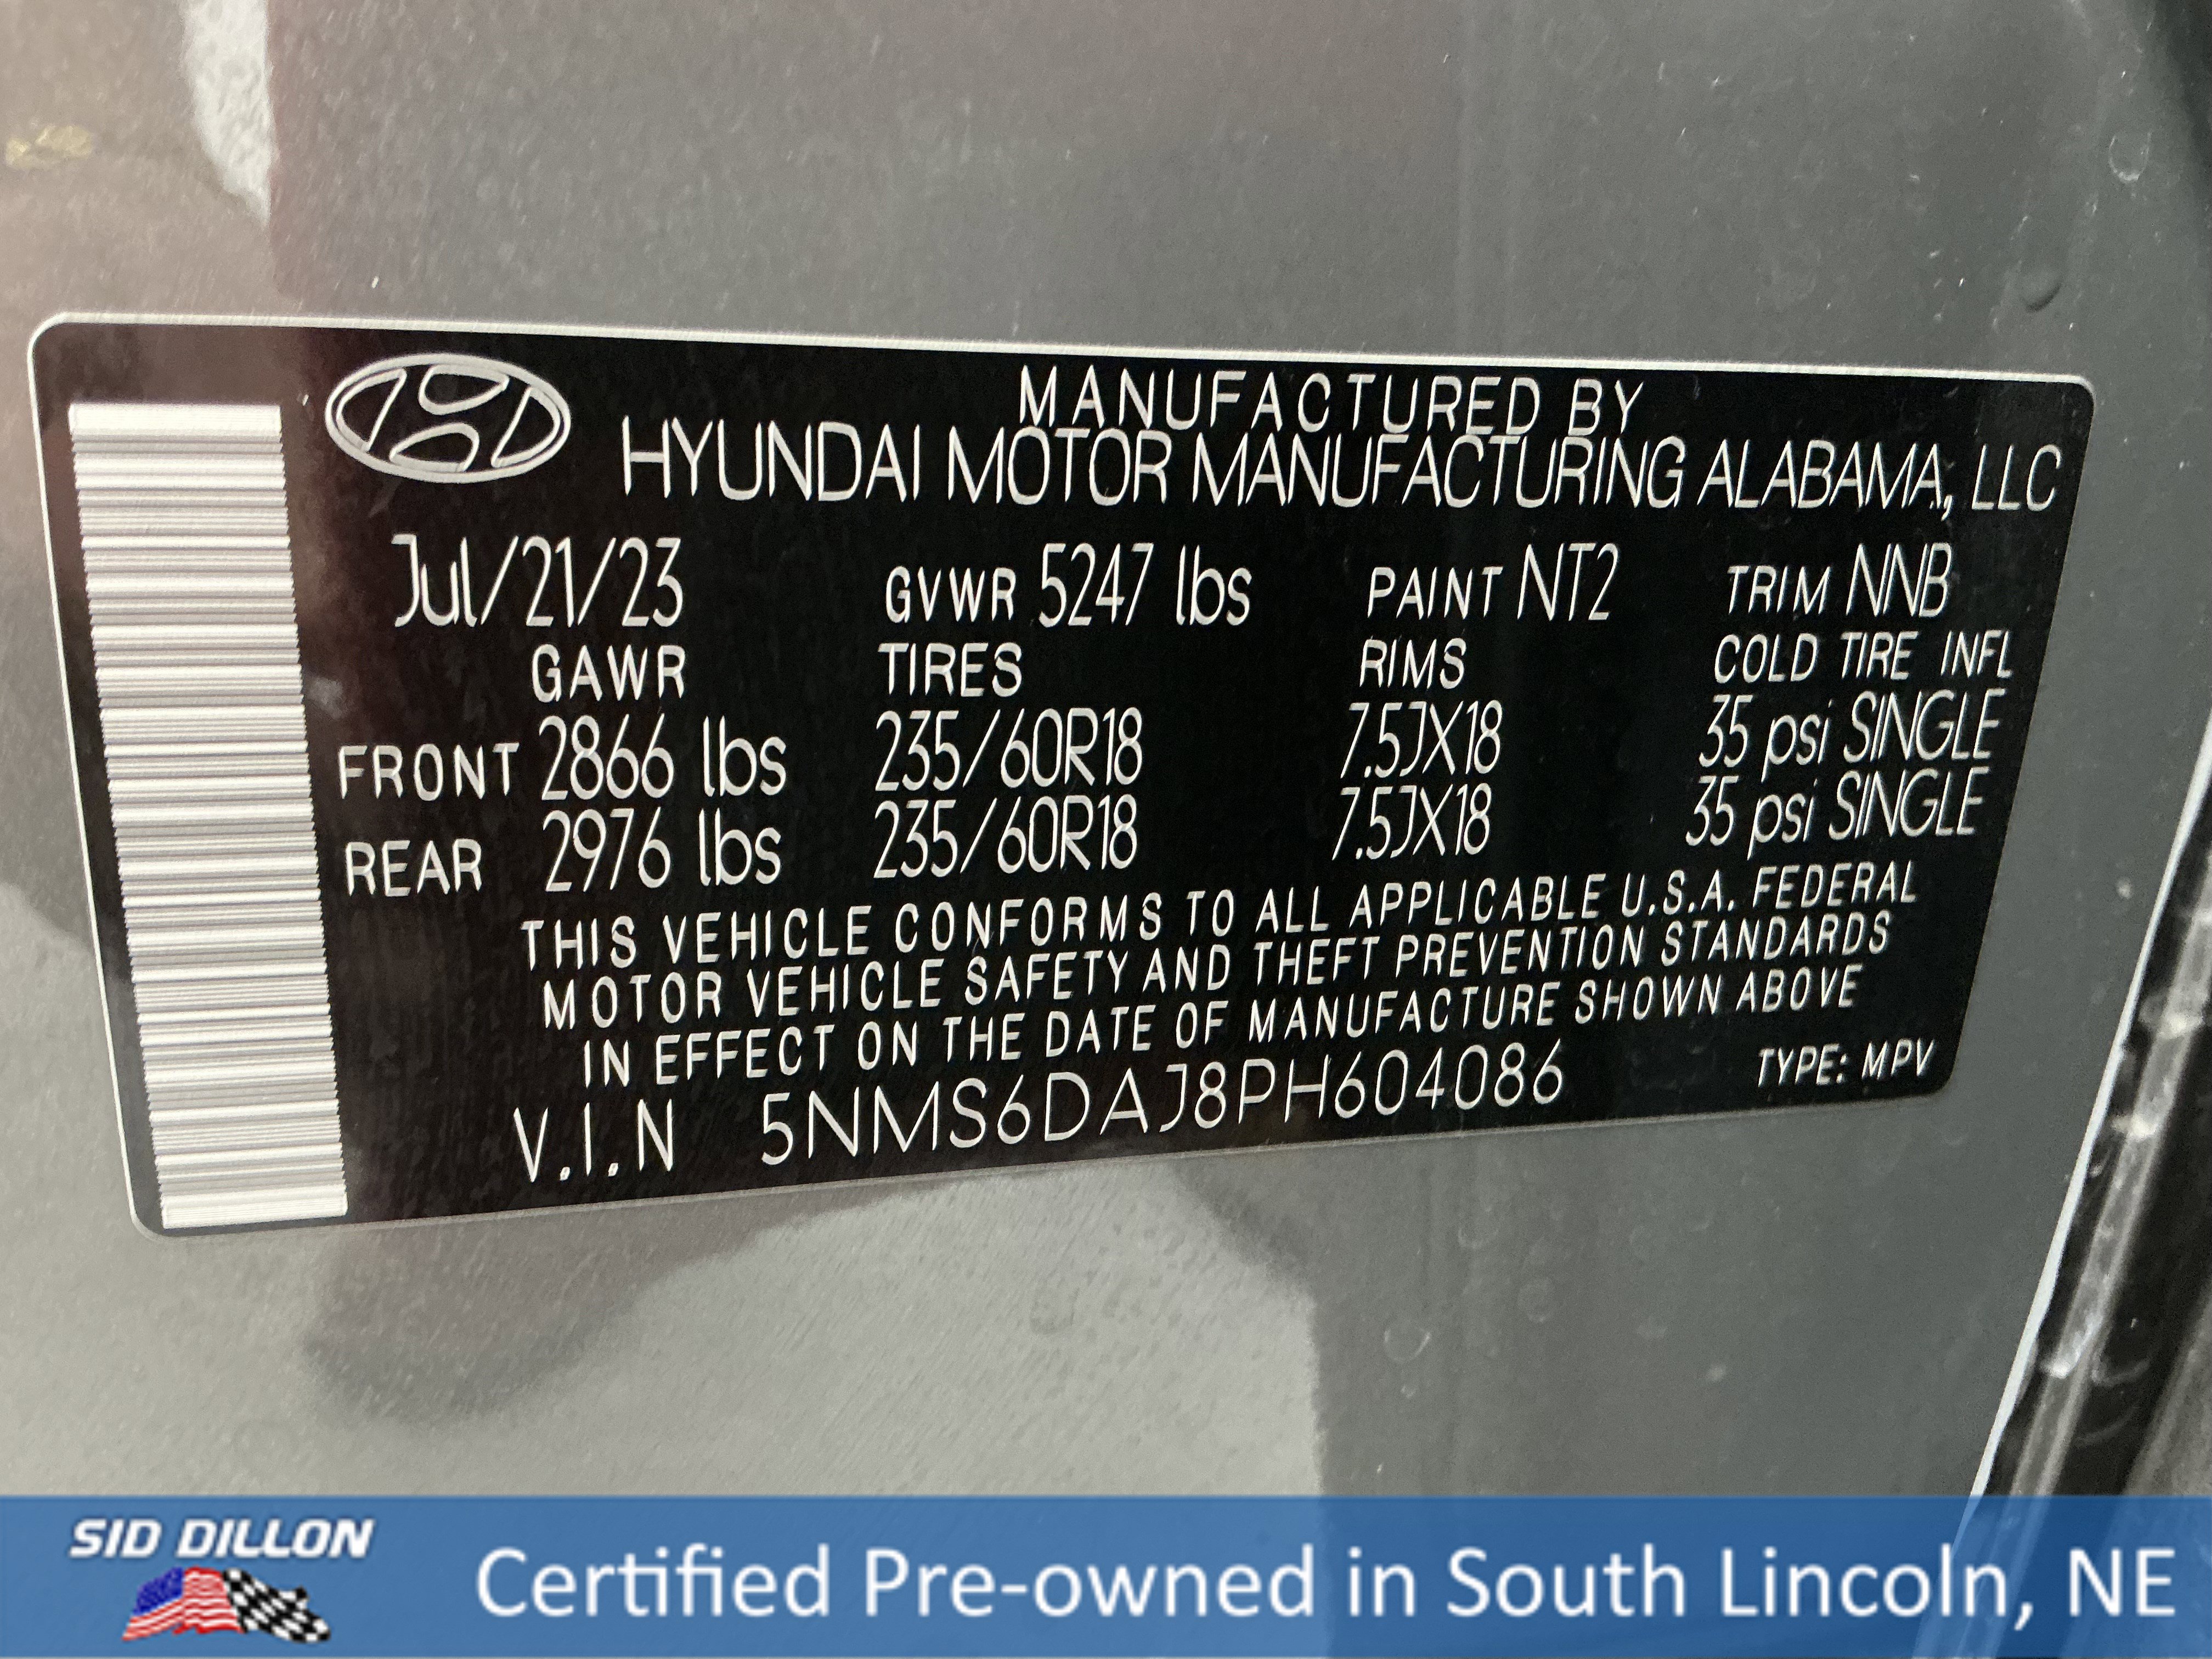 MANUFACTURED BY
HYUNDAI MOTOR MANUFACTURING ALABAMA, LLC
Jul/21/23 GVWR 5247 lbs PAINT NT2 TRIM NNB
GAWR TIRES RIMS COLD TIRE INFL
FRONT 2866 lbs 235/60R18 7.5JX18 35 psi SINGLE
REAR 2976 lbs 235/60R18 7.5JX18 35 psi SINGLE
THIS VEHICLE CONFORMS TO ALL APPLICABLE U.S.A. FEDERAL
MOTOR VEHICLE SAFETY AND THEFT PREVENTION STANDARDS
IN EFFECT ON THE DATE OF MANUFACTURE SHOWN ABOVE
V.I.N 5NMS6DAJ8PH604086 TYPE: MPV
SID DILLON
Certified Pre-owned in South Lincoln, NE